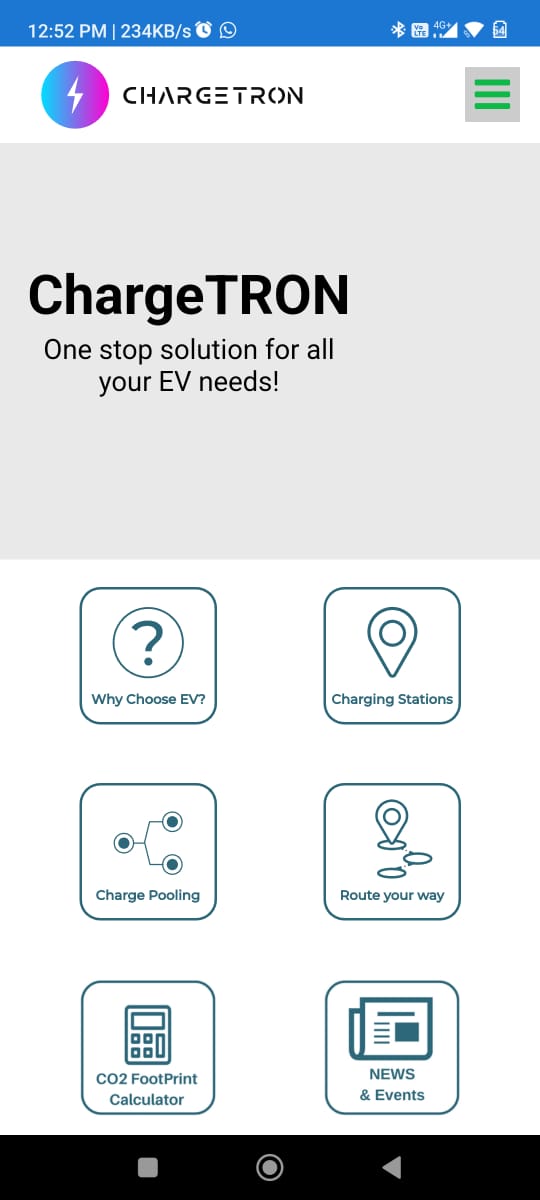 12:52 PM | 234KB/s
Vo LTE 4G+ 64
CHARGETRON
ChargeTRON
One stop solution for all
your EV needs!
Why Choose EV?
Charging Stations
Charge Pooling
Route your way
CO2 FootPrint
Calculator
NEWS
& Events